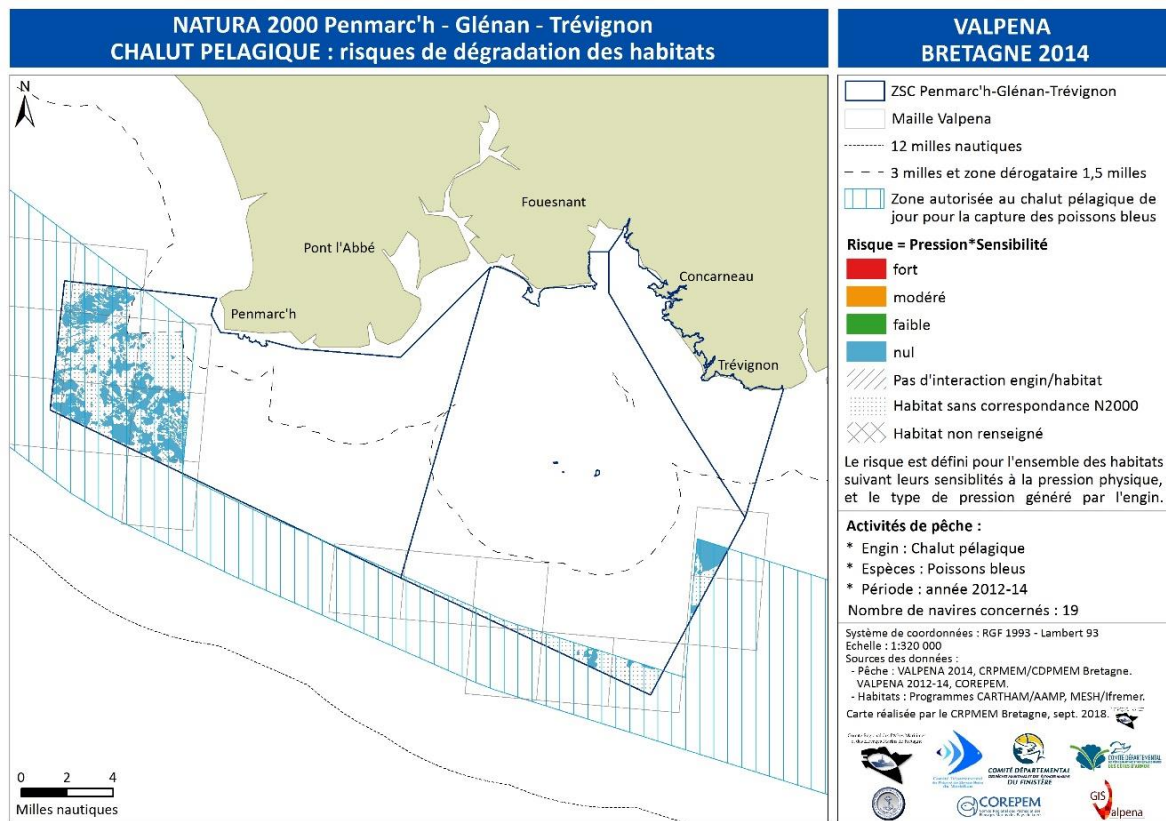 NATURA 2000 Penmarc'h - Glénan - Trévignon
CHALUT PELAGIQUE : risques de dégradation des habitats
VALPENA
BRETAGNE 2014
N
Fouesnant
Pont l'Abbé
Concarneau
Penmarc'h
Trévignon
0 2 4
Milles nautiques
ZSC Penmarc'h-Glénan-Trévignon
Maille Valpena
12 milles nautiques
3 milles et zone dérogataire 1,5 milles
Zone autorisée au chalut pélagique de
jour pour la capture des poissons bleus
Risque = Pression*Sensibilité
fort
modéré
faible
nul
Pas d'interaction engin/habitat
Habitat sans correspondance N2000
Habitat non renseigné
Le risque est défini pour l'ensemble des habitats
suivant leurs sensiblités à la pression physique,
et le type de pression généré par l'engin.
Activités de pêche :
* Engin : Chalut pélagique
* Espèces : Poissons bleus
* Période : année 2012-14
Nombre de navires concernés : 19
Système de coordonnées : RGF 1993 - Lambert 93
Echelle : 1:320 000
Sources des données :
- Pêche : VALPENA 2014, CRPMEM/CDPMEM Bretagne.
VALPENA 2012-14, COREPEM.
- Habitats : Programmes CARTHAM/AAMP, MESH/Ifremer.
Carte réalisée par le CRPMEM Bretagne, sept. 2018.
COMITÉ DÉPARTEMENTAL
DU FINISTÈRE
COMITÉ DÉPARTEMENTAL
COREPEM
GIS
Valpena